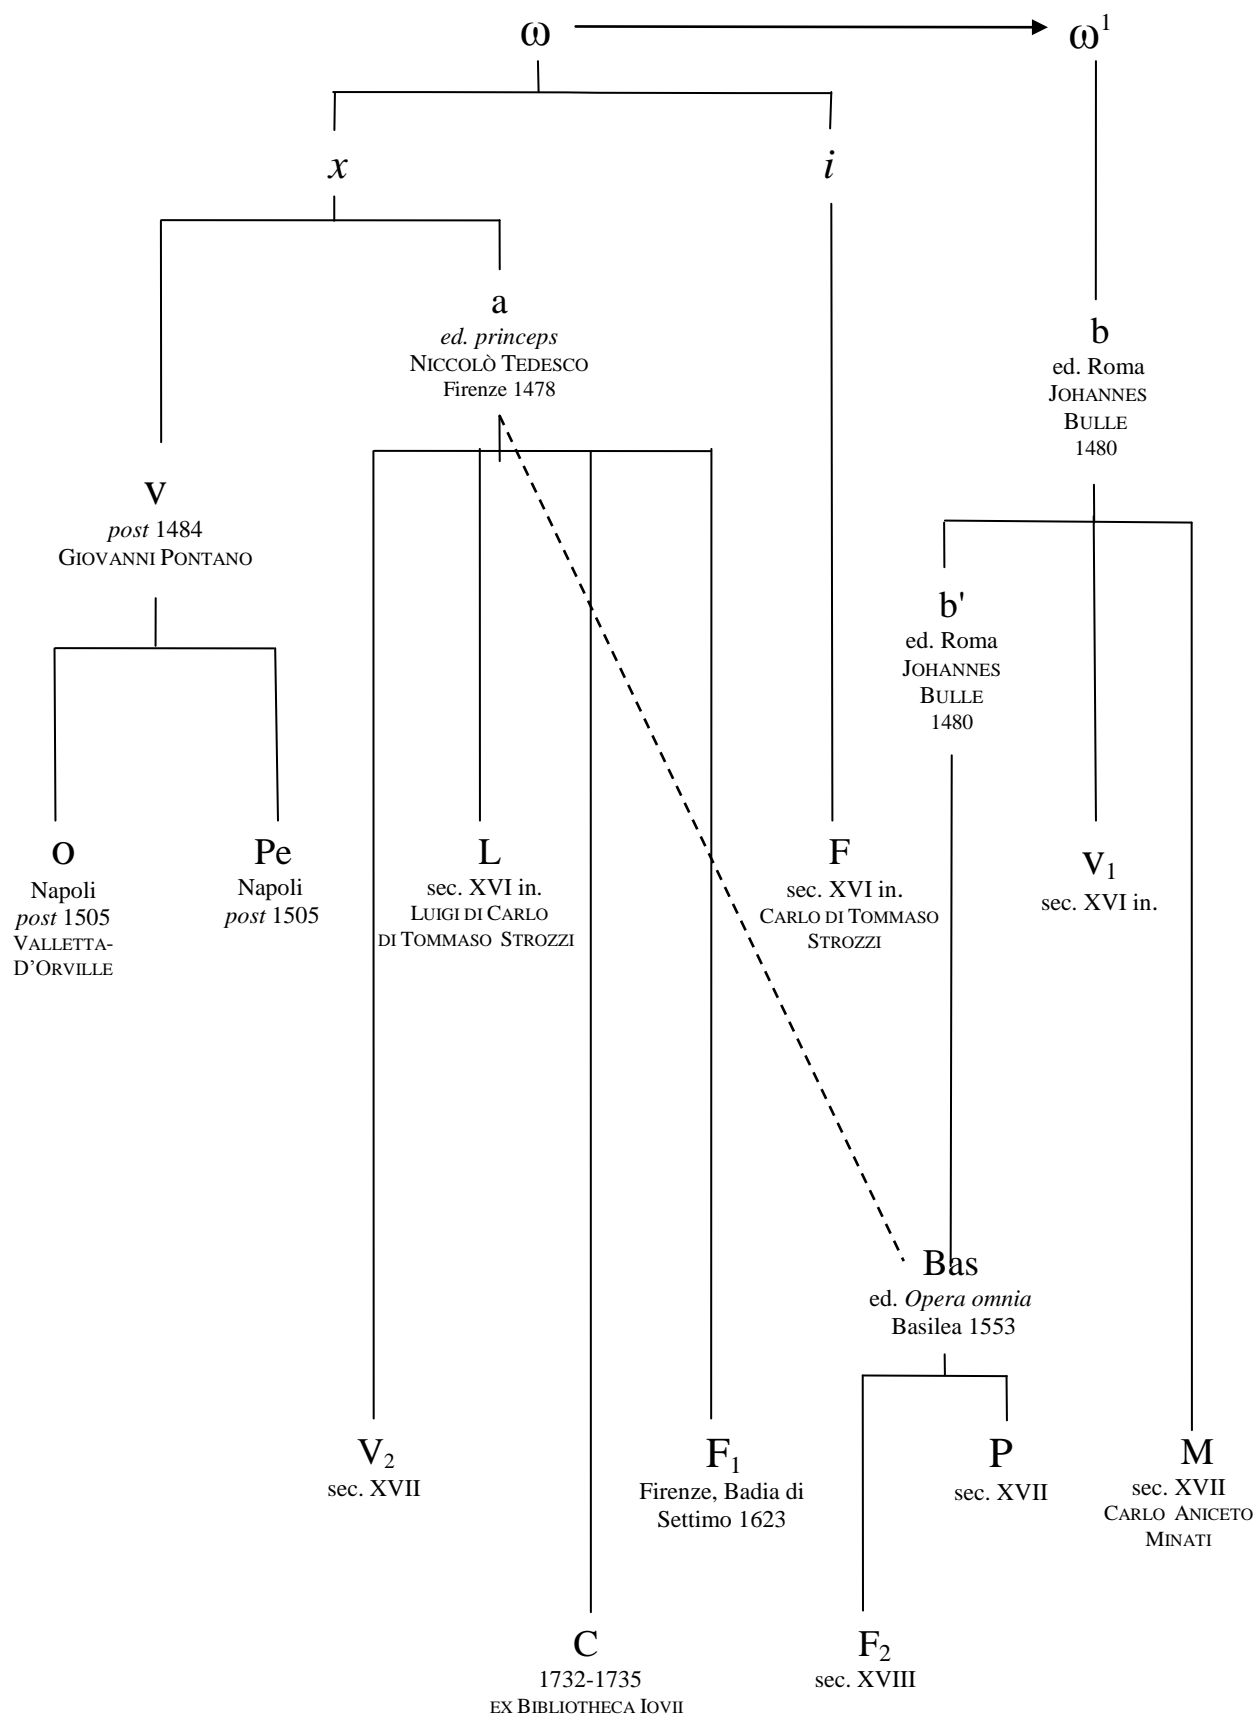 ω
ω¹
x
i
a
ed. princeps
NICCOLÒ TEDESCO
Firenze 1478
b
ed. Roma
JOHANNES
BULLE
1480
v
post 1484
GIOVANNI PONTANO
b'
ed. Roma
JOHANNES
BULLE
1480
O
Napoli
post 1505
VALLETTA-
D’ORVILLE
Pe
Napoli
post 1505
L
sec. XVI in.
LUIGI DI CARLO
DI TOMMASO STROZZI
F
sec. XVI in.
CARLO DI TOMMASO
STROZZI
V₁
sec. XVI in.
Bas
ed. Opera omnia
Basilea 1553
V₂
sec. XVII
F₁
Firenze, Badia di
Settimo 1623
P
sec. XVII
M
sec. XVII
CARLO ANICETO
MINATI
C
1732-1735
EX BIBLIOTHECA IOVII
F₂
sec. XVIII